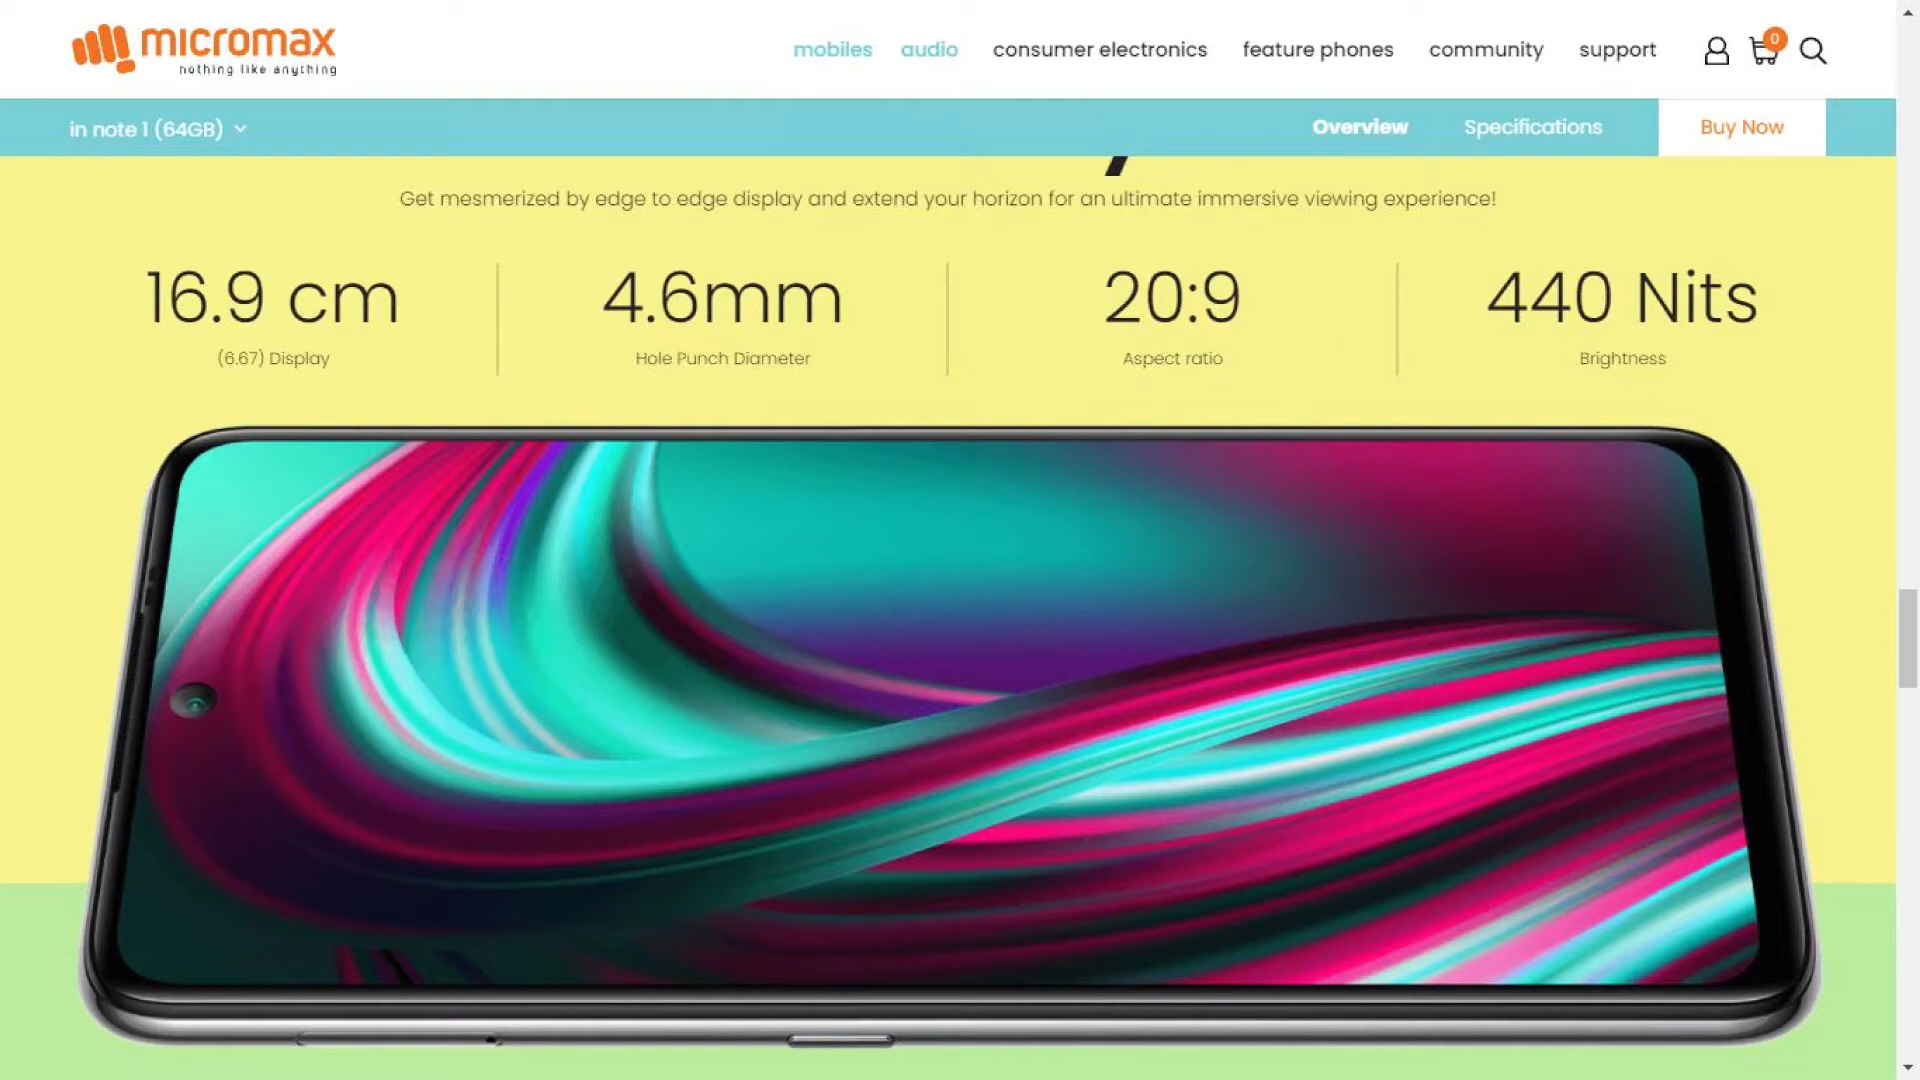 micromax
nothing like anything
mobiles audio consumer electronics feature phones community support 0
in note 1 (64GB) Overview Specifications Buy Now
Get mesmerized by edge to edge display and extend your horizon for an ultimate immersive viewing experience!
16.9 cm 4.6mm 20:9 440 Nits
(6.67) Display Hole Punch Diameter Aspect ratio Brightness